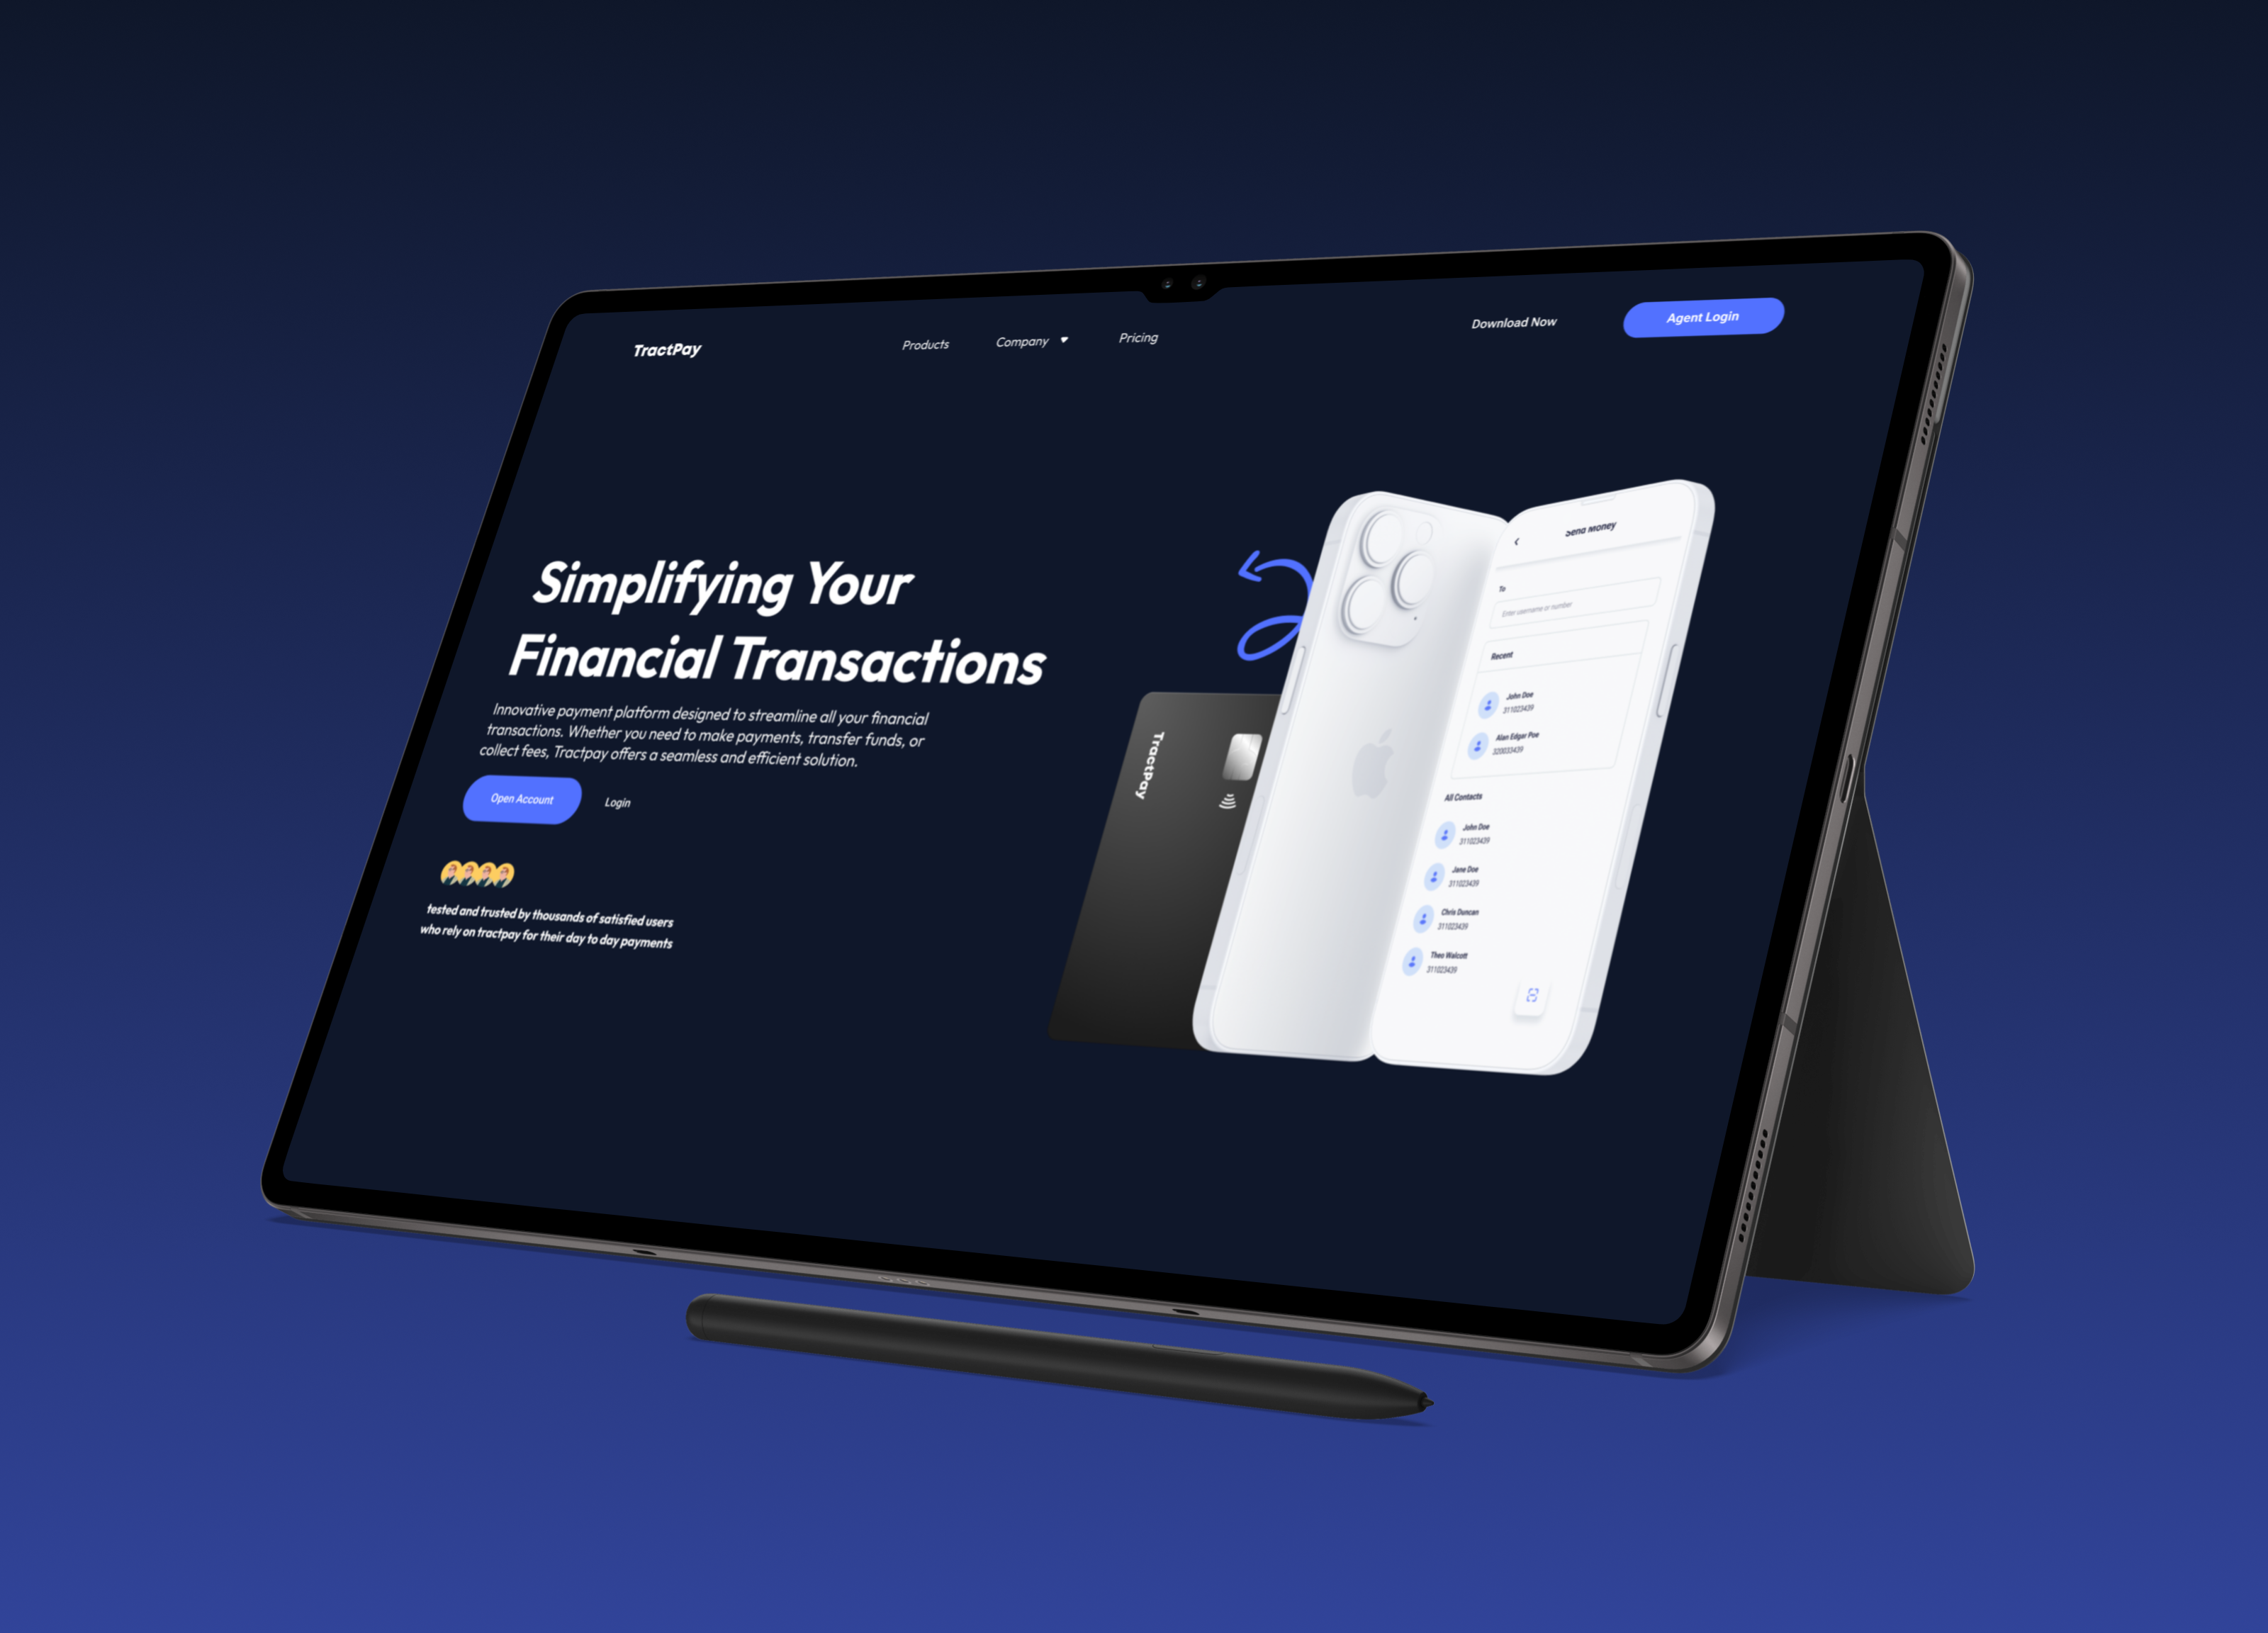 TractPay
Products
Company
Pricing
Download Now
Agent Login
Simplifying Your
Financial Transactions
Innovative payment platform designed to streamline all your financial
transactions. Whether you need to make payments, transfer funds, or
collect fees, Tractpay offers a seamless and efficient solution.
Open Account
Login
tested and trusted by thousands of satisfied users
who rely on tractpay for their day to day payments
TractPay
Send Money
To
Enter username or number
Recent
John Doe
311023439
Alan Edgar Poe
320033439
All Contacts
John Doe
311023439
Jane Doe
311023439
Chris Duncan
311023439
Theo Walcott
311023439